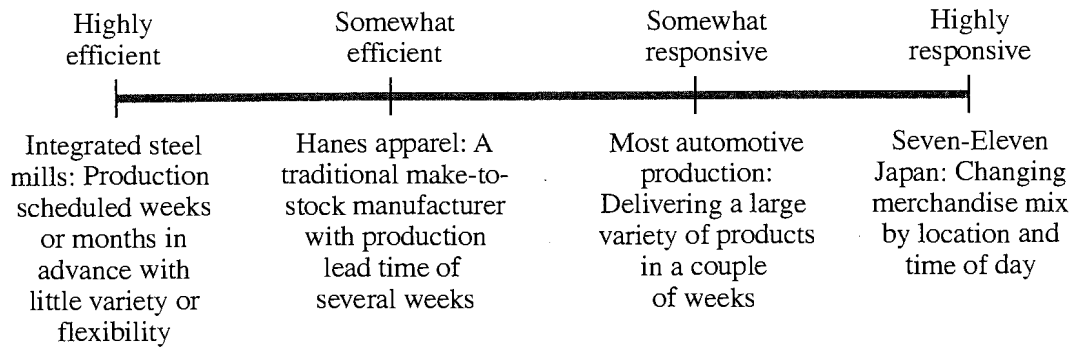 Highly
efficient
Somewhat
efficient
Somewhat
responsive
Highly
responsive
Integrated steel
mills: Production
scheduled weeks
or months in
advance with
little variety or
flexibility
Hanes apparel: A
traditional make-to-
stock manufacturer
with production
lead time of
several weeks
Most automotive
production:
Delivering a large
variety of products
in a couple
of weeks
Seven-Eleven
Japan: Changing
merchandise mix
by location and
time of day